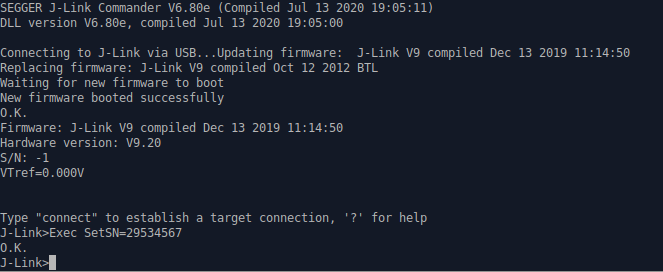 SEGGER J-Link Commander V6.80e (Compiled Jul 13 2020 19:05:11)
DLL version V6.80e, compiled Jul 13 2020 19:05:00
Connecting to J-Link via USB...Updating firmware:  J-Link V9 compiled Dec 13 2019 11:14:50
Replacing firmware: J-Link V9 compiled Oct 12 2012 BTL
Waiting for new firmware to boot
New firmware booted successfully
O.K.
Firmware: J-Link V9 compiled Dec 13 2019 11:14:50
Hardware version: V9.20
S/N: -1
VTref=0.000V
Type "connect" to establish a target connection, '?' for help
J-Link>Exec SetSN=29534567
O.K.
J-Link>